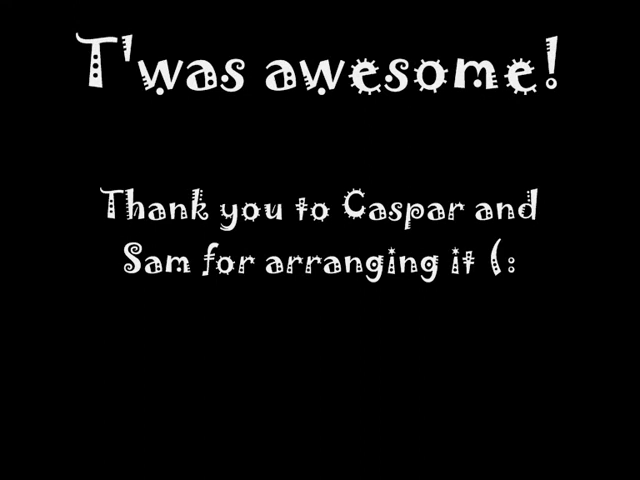 T'was awesome!
Thank you to Caspar and
Sam for arranging it (: